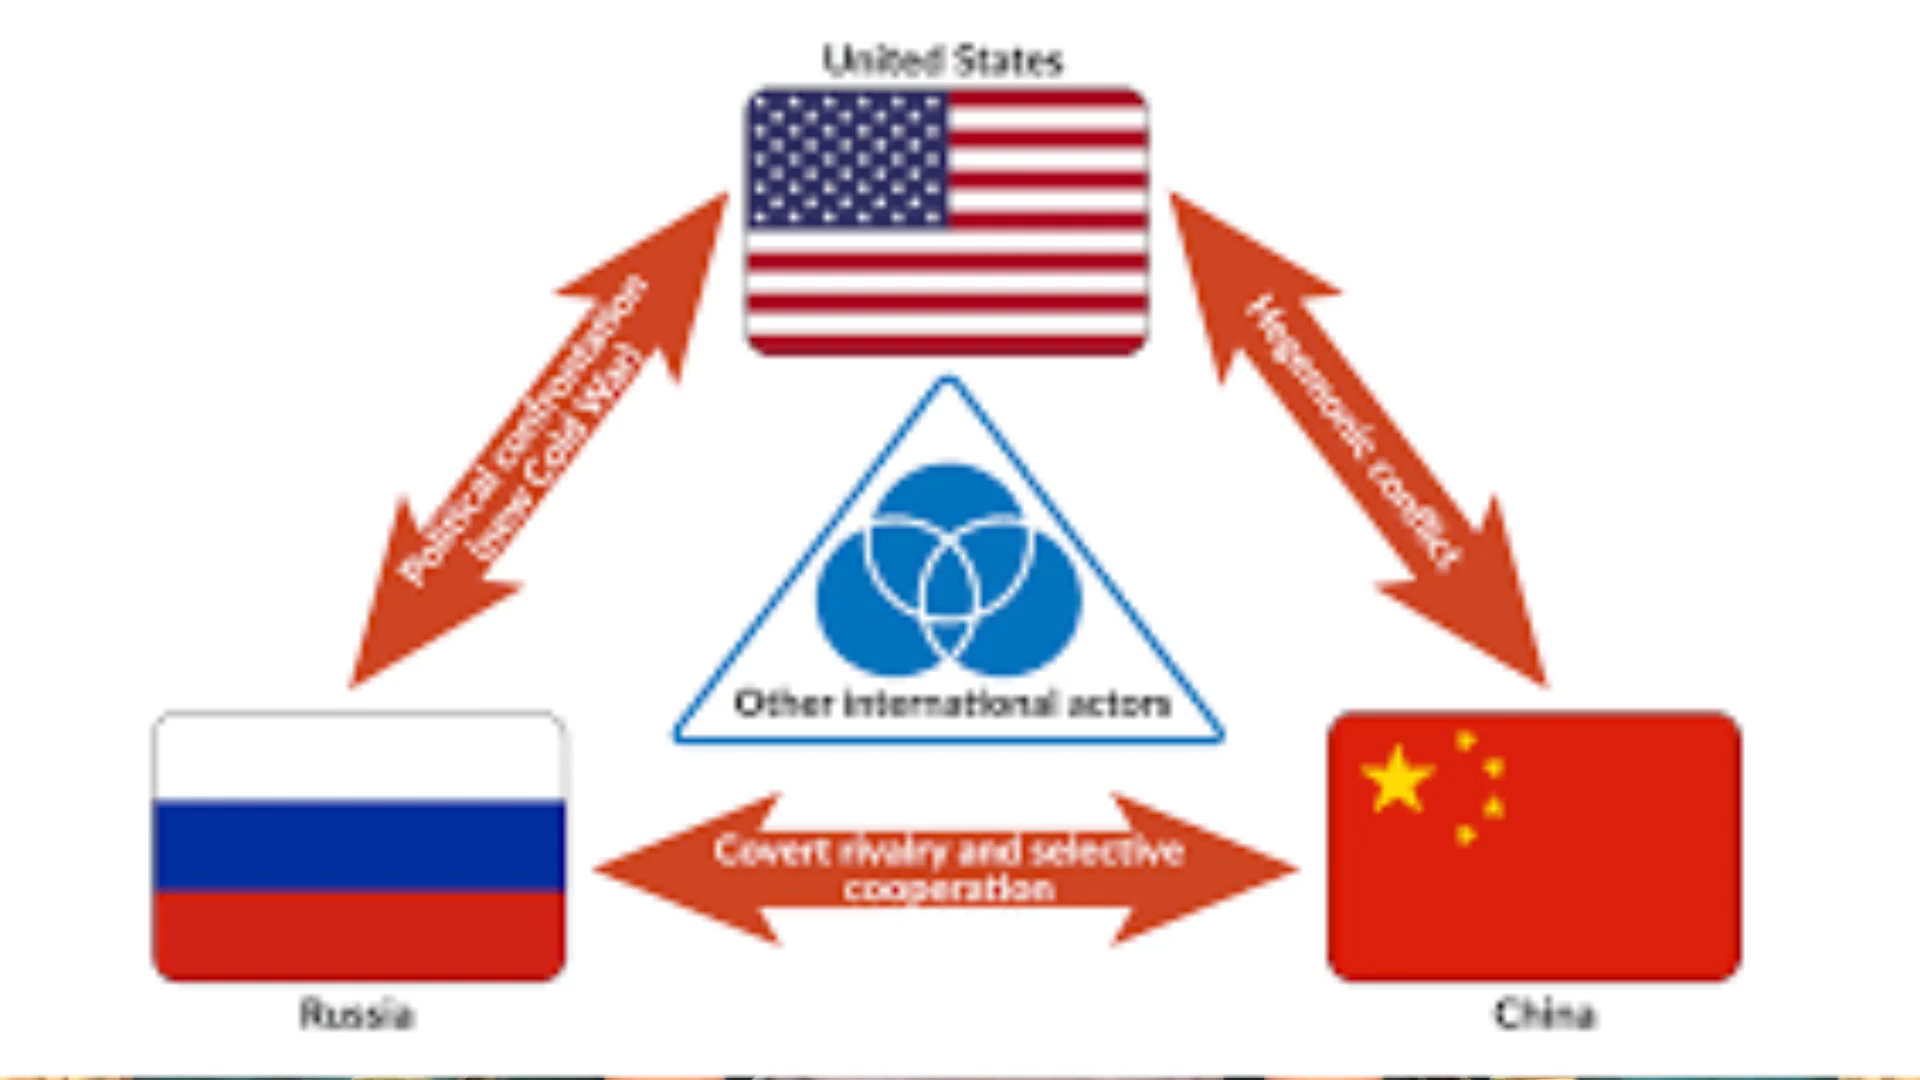 United States
Political confrontation
(new Cold War)
Hegemonic conflict
Other international actors
Covert rivalry and selective
cooperation
Russia
China